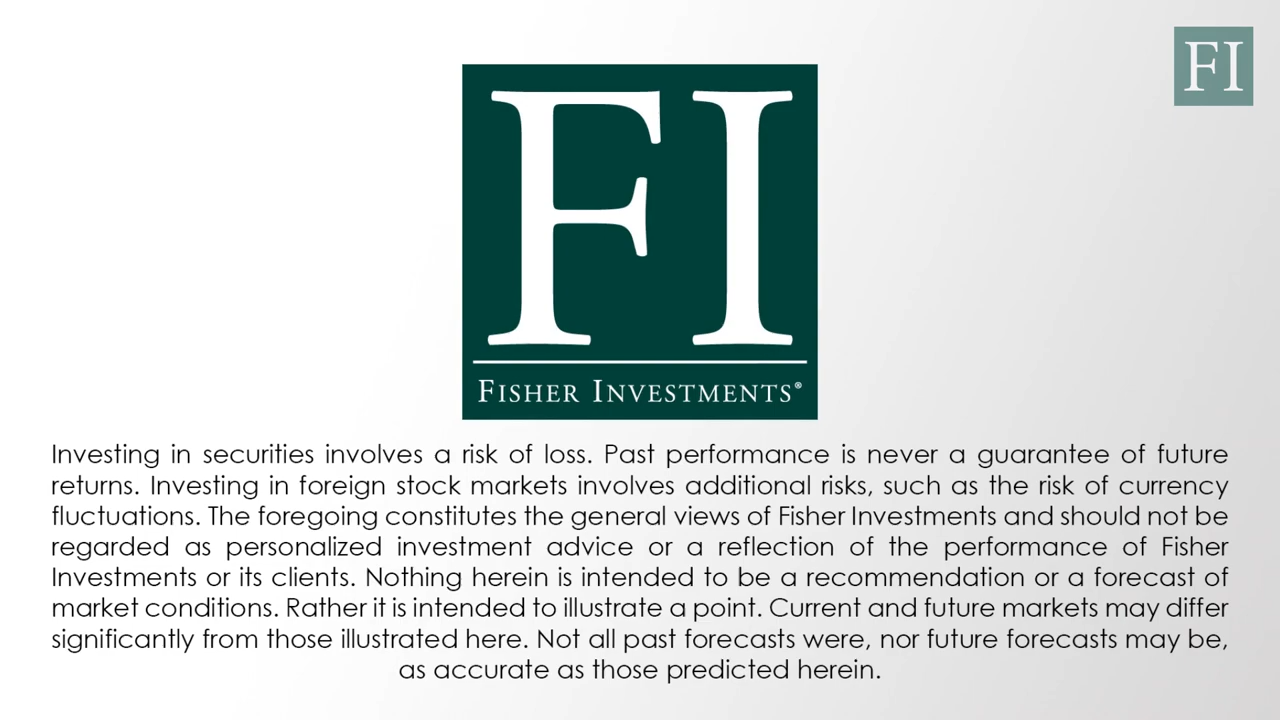 FI
FI
FISHER INVESTMENTS®
Investing in securities involves a risk of loss. Past performance is never a guarantee of future
returns. Investing in foreign stock markets involves additional risks, such as the risk of currency
fluctuations. The foregoing constitutes the general views of Fisher Investments and should not be
regarded as personalized investment advice or a reflection of the performance of Fisher
Investments or its clients. Nothing herein is intended to be a recommendation or a forecast of
market conditions. Rather it is intended to illustrate a point. Current and future markets may differ
significantly from those illustrated here. Not all past forecasts were, nor future forecasts may be,
as accurate as those predicted herein.